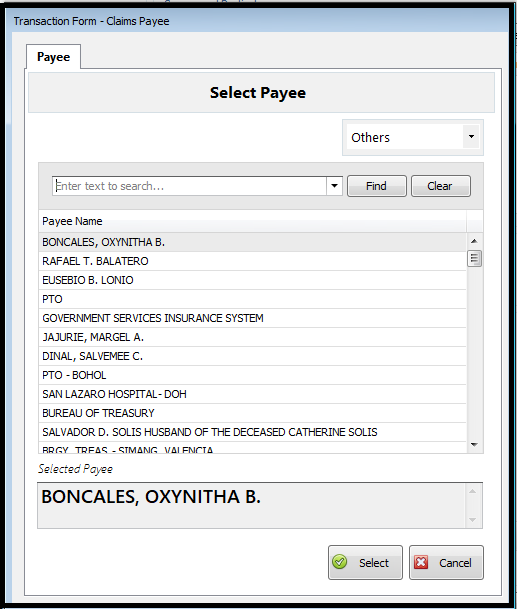 Transaction Form - Claims Payee
Payee
Select Payee
Others
Enter text to search...
Find
Clear
Payee Name
BONCALES, OXYNITHA B.
RAFAEL T. BALATERO
EUSEBIO B. LONIO
PTO
GOVERNMENT SERVICES INSURANCE SYSTEM
JAJURIE, MARGEL A.
DINAL, SALVEMEE C.
PTO - BOHOL
SAN LAZARO HOSPITAL- DOH
BUREAU OF TREASURY
SALVADOR D. SOLIS HUSBAND OF THE DECEASED CATHERINE SOLIS
BRGY. TREAS. - SIMANG, VALENCIA
Selected Payee
BONCALES, OXYNITHA B.
Select
Cancel